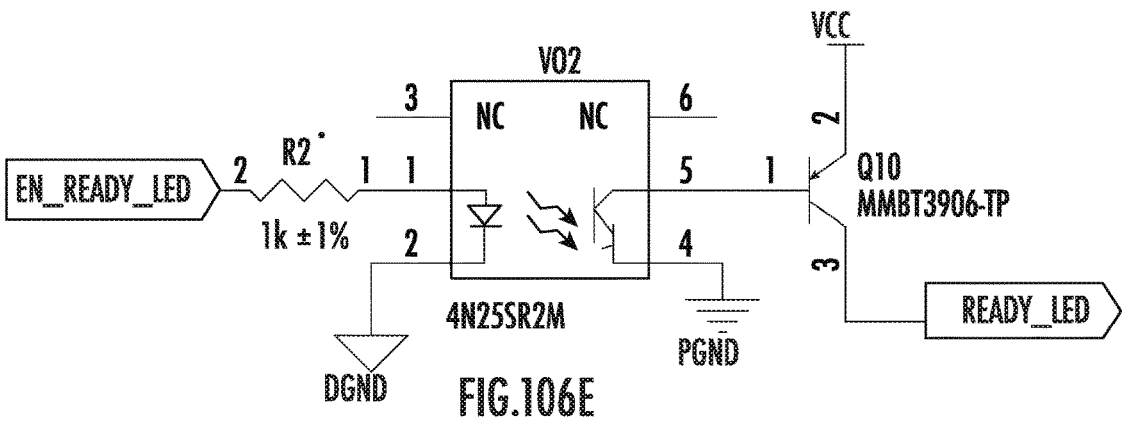 VCC
VO2
3
NC
NC
6
2
R2*
EN_READY_LED
2
1
1
5
1
Q10
MMBT3906-TP
1k ± 1%
2
4
3
4N25SR2M
READY_LED
PGND
DGND
FIG.106E